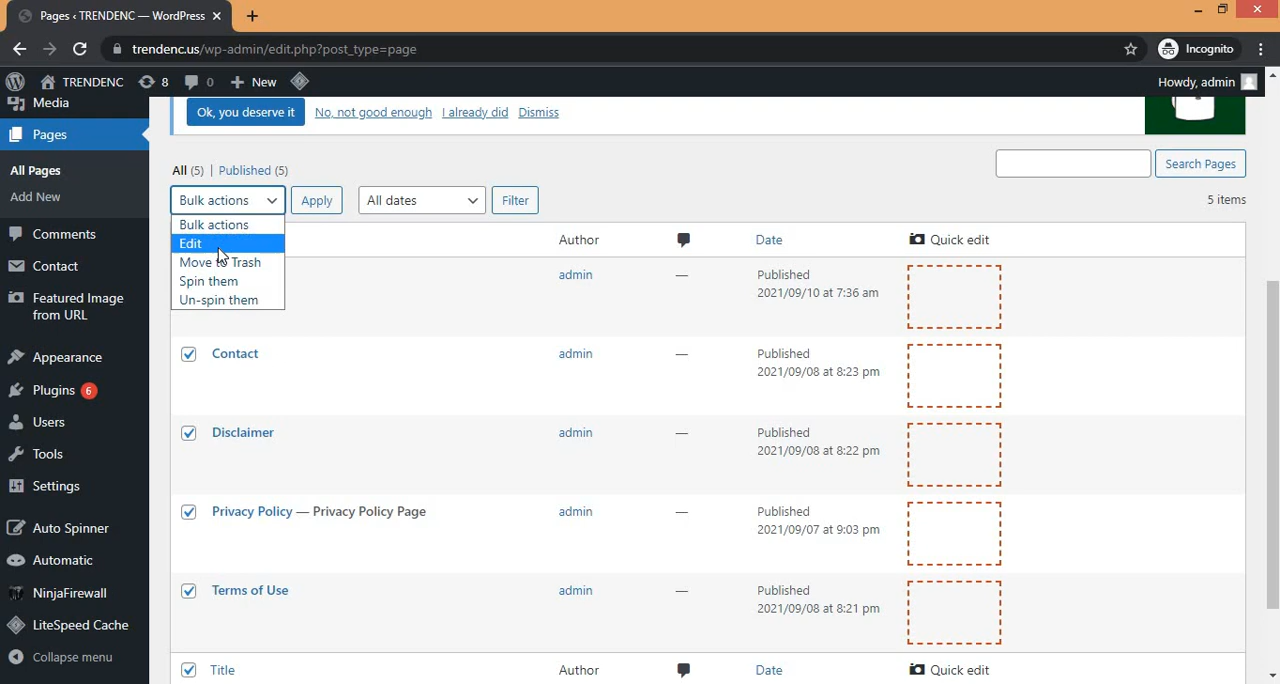 Pages ‹ TRENDENC — WordPress
trendenc.us/wp-admin/edit.php?post_type=page
Incognito
TRENDENC 8 0 New
Howdy, admin
Media
Pages
All Pages
Add New
Comments
Contact
Featured Image
from URL
Appearance
Plugins 6
Users
Tools
Settings
Auto Spinner
Automatic
NinjaFirewall
LiteSpeed Cache
Collapse menu
Ok, you deserve it No, not good enough I already did Dismiss
All (5) | Published (5)
Search Pages
Bulk actions Apply All dates Filter
5 items
Bulk actions
Edit
Move to Trash
Spin them
Un-spin them
Author Date Quick edit
admin — Published
2021/09/10 at 7:36 am
Contact admin — Published
2021/09/08 at 8:23 pm
Disclaimer admin — Published
2021/09/08 at 8:22 pm
Privacy Policy — Privacy Policy Page admin — Published
2021/09/07 at 9:03 pm
Terms of Use admin — Published
2021/09/08 at 8:21 pm
Title Author Date Quick edit